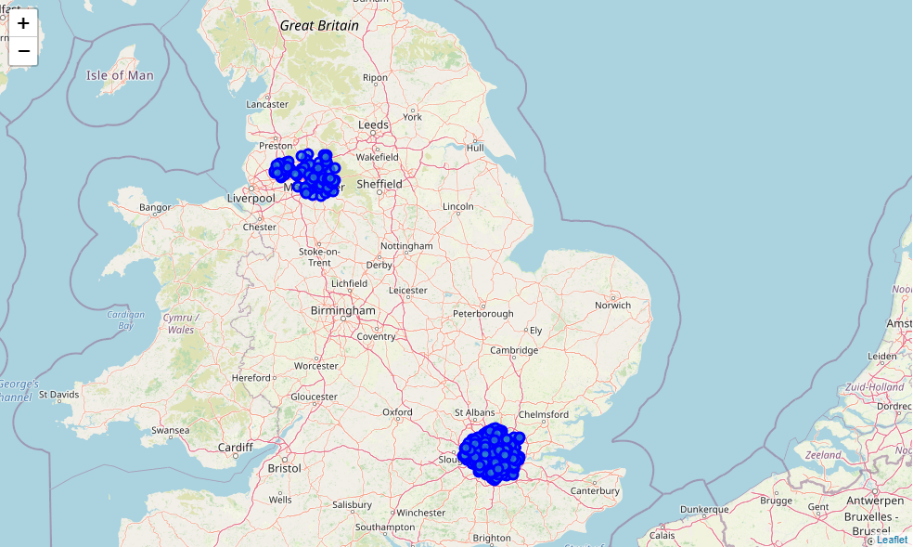 +
−
Great Britain
Isle of Man
Ripon
Lancaster
York
Leeds
Preston
Hull
Wakefield
Sheffield
Liverpool
Bangor
Lincoln
Chester
Stoke-on-
Trent
Nottingham
Derby
Lichfield
Leicester
Norwich
Birmingham
Peterborough
Cardigan
Bay
Cymru /
Wales
Ely
Coventry
Cambridge
Leiden
Worcester
Hereford
St Davids
Gloucester
Zuid-Holland
Oxford
St Albans
Chelmsford
Swansea
Cardiff
Bristol
Zeeland
Canterbury
Wells
Salisbury
Winchester
Southampton
Brighton
Dunkerque
Brugge
Gent
Antwerpen
Bruxelles -
Calais
Leaflet